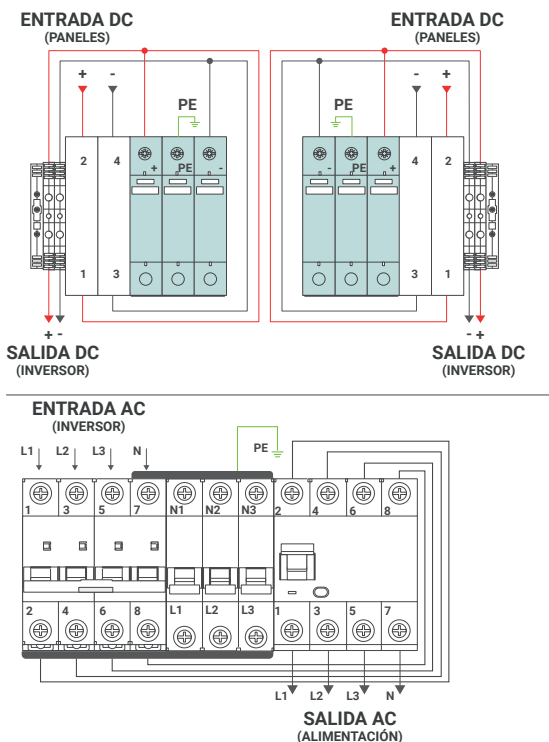 ENTRADA DC
(PANELES)
+ -
PE
2 4
+ PE -
1 3
+ -
SALIDA DC
(INVERSOR)
ENTRADA DC
(PANELES)
- +
PE
4 2
- PE +
3 1
- +
SALIDA DC
(INVERSOR)
ENTRADA AC
(INVERSOR)
L1 L2 L3 N
PE
1 3 5 7 N1 N2 N3 2 4 6 8
2 4 6 8 L1 L2 L3 1 3 5 7
L1 L2 L3 N
SALIDA AC
(ALIMENTACIÓN)